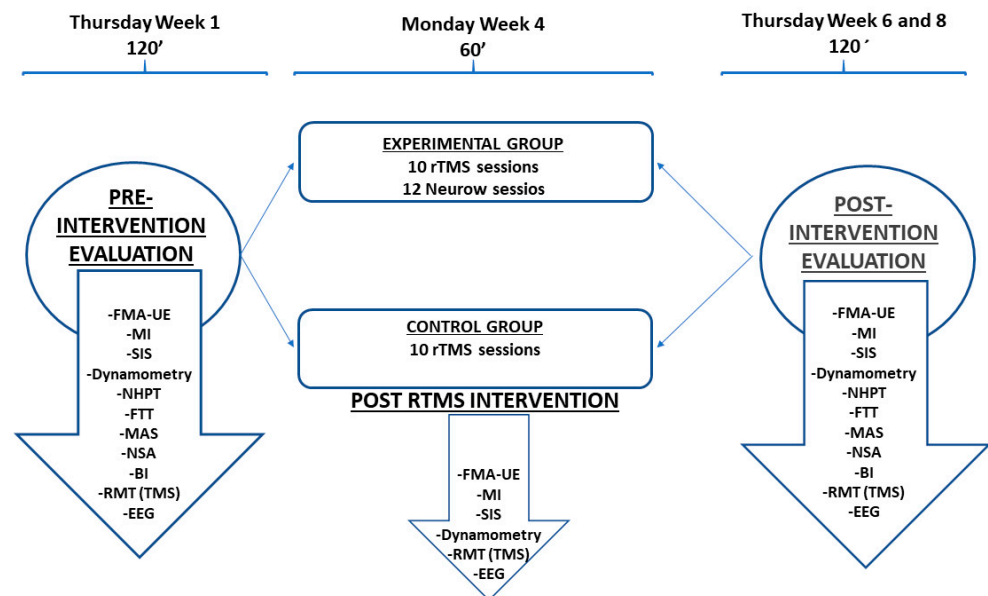 Thursday Week 1
120’
Monday Week 4
60’
Thursday Week 6 and 8
120´
PRE-
INTERVENTION
EVALUATION
-FMA-UE
-MI
-SIS
-Dynamometry
-NHPT
-FTT
-MAS
-NSA
-BI
-RMT (TMS)
-EEG
EXPERIMENTAL GROUP
10 rTMS sessions
12 Neurow sessios
CONTROL GROUP
10 rTMS sessions
POST RTMS INTERVENTION
-FMA-UE
-MI
-SIS
-Dynamometry
-RMT (TMS)
-EEG
POST-
INTERVENTION
EVALUATION
-FMA-UE
-MI
-SIS
-Dynamometry
-NHPT
-FTT
-MAS
-NSA
-BI
-RMT (TMS)
-EEG